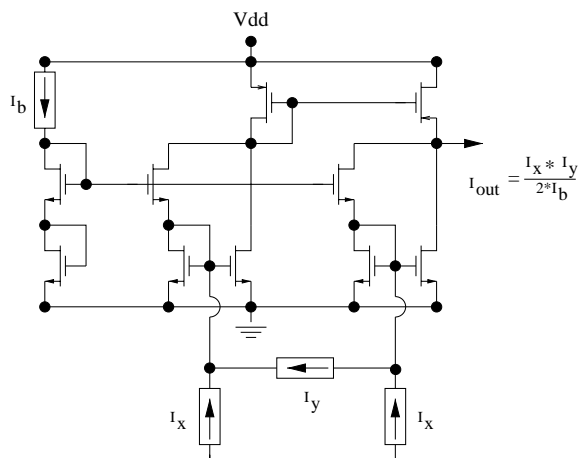 Vdd
I_b
I_out = I_x * I_y / 2*I_b
I_y
I_x
I_x